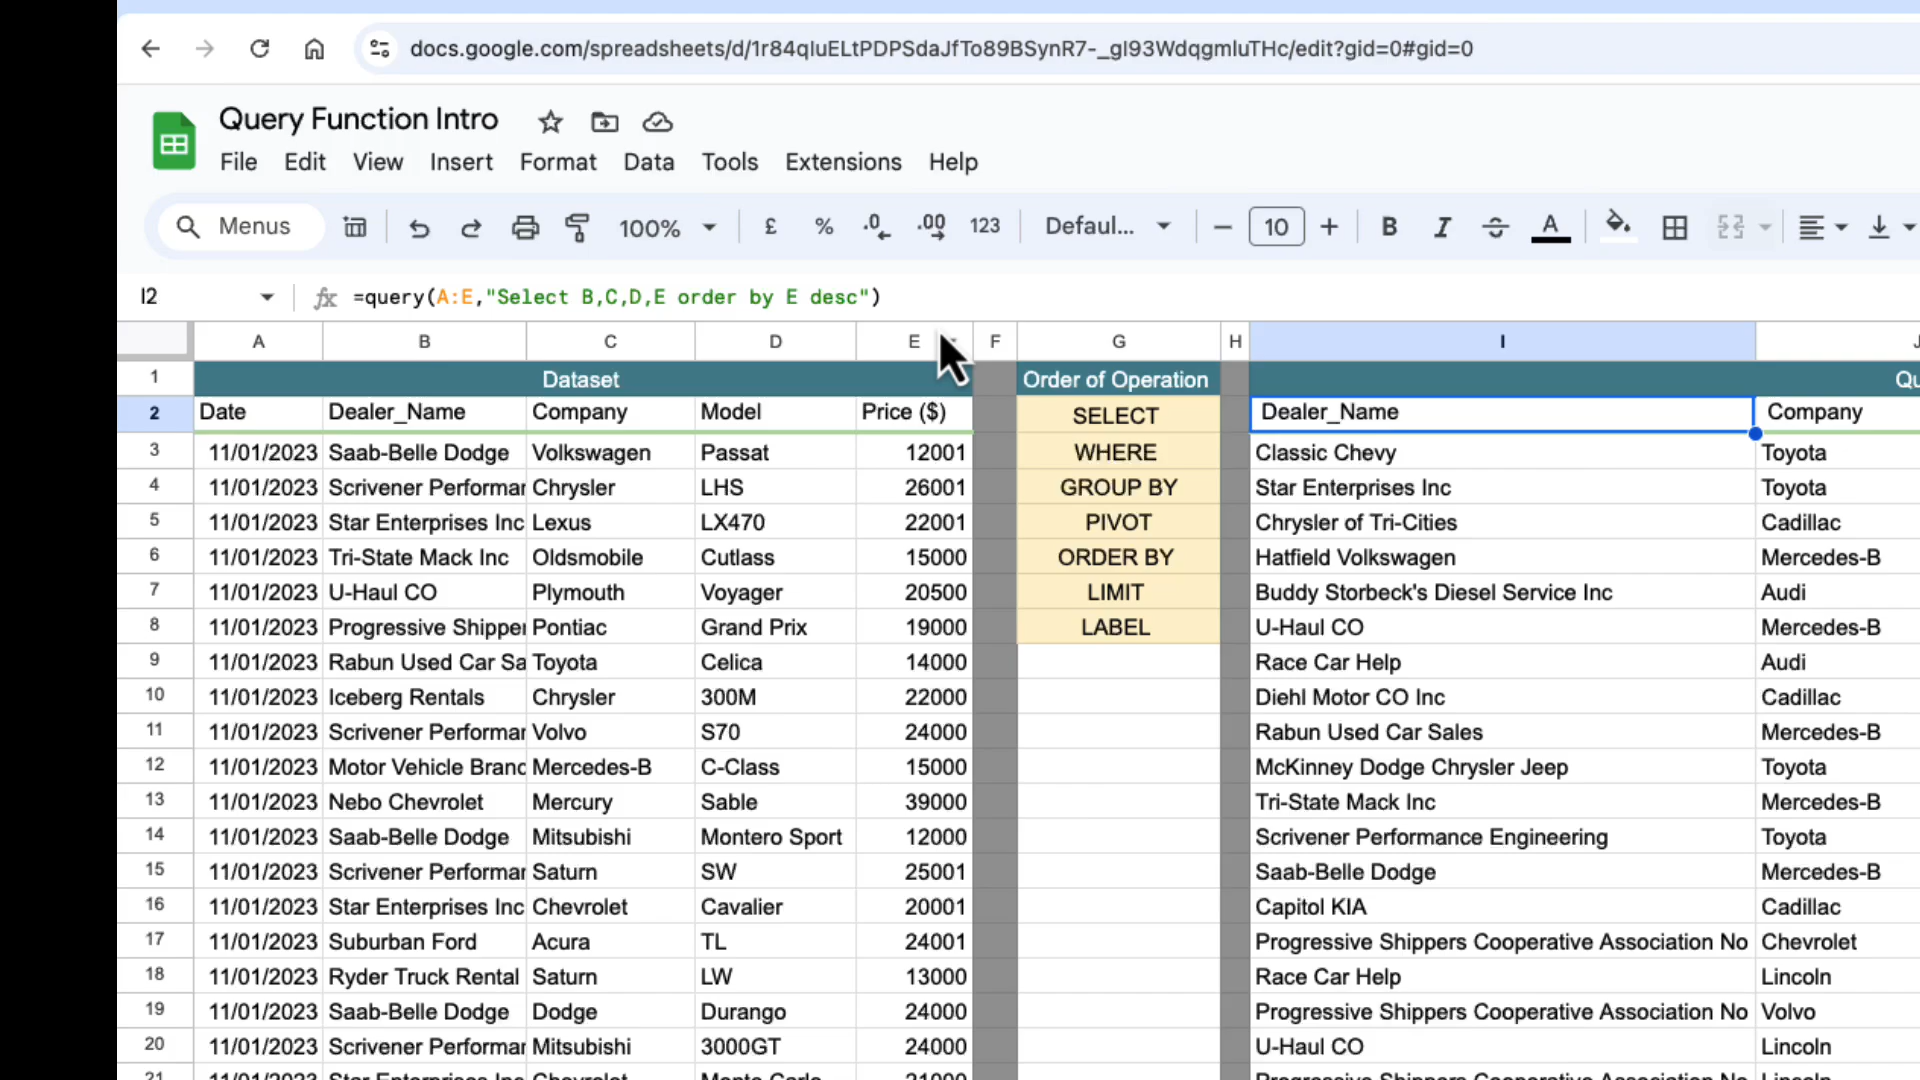 docs.google.com/spreadsheets/d/1r84qIuELtPDPSdaJfTo89BSynR7-_gI93WdqgmluTHc/edit?gid=0#gid=0
Query Function Intro
File Edit View Insert Format Data Tools Extensions Help
Menus 100% £ % .0 .00 123 Defaul... 10 B I A
I2 fx =query(A:E,"Select B,C,D,E order by E desc")
A B C D E F G H I
1 Dataset Order of Operation Qu
2 Date Dealer_Name Company Model Price ($) SELECT Dealer_Name Company
3 11/01/2023 Saab-Belle Dodge Volkswagen Passat 12001 WHERE Classic Chevy Toyota
4 11/01/2023 Scrivener Performar Chrysler LHS 26001 GROUP BY Star Enterprises Inc Toyota
5 11/01/2023 Star Enterprises Inc Lexus LX470 22001 PIVOT Chrysler of Tri-Cities Cadillac
6 11/01/2023 Tri-State Mack Inc Oldsmobile Cutlass 15000 ORDER BY Hatfield Volkswagen Mercedes-B
7 11/01/2023 U-Haul CO Plymouth Voyager 20500 LIMIT Buddy Storbeck's Diesel Service Inc Audi
8 11/01/2023 Progressive Shipper Pontiac Grand Prix 19000 LABEL U-Haul CO Mercedes-B
9 11/01/2023 Rabun Used Car Sa Toyota Celica 14000 Race Car Help Audi
10 11/01/2023 Iceberg Rentals Chrysler 300M 22000 Diehl Motor CO Inc Cadillac
11 11/01/2023 Scrivener Performar Volvo S70 24000 Rabun Used Car Sales Mercedes-B
12 11/01/2023 Motor Vehicle Branc Mercedes-B C-Class 15000 McKinney Dodge Chrysler Jeep Toyota
13 11/01/2023 Nebo Chevrolet Mercury Sable 39000 Tri-State Mack Inc Mercedes-B
14 11/01/2023 Saab-Belle Dodge Mitsubishi Montero Sport 12000 Scrivener Performance Engineering Toyota
15 11/01/2023 Scrivener Performar Saturn SW 25001 Saab-Belle Dodge Mercedes-B
16 11/01/2023 Star Enterprises Inc Chevrolet Cavalier 20001 Capitol KIA Cadillac
17 11/01/2023 Suburban Ford Acura TL 24001 Progressive Shippers Cooperative Association No Chevrolet
18 11/01/2023 Ryder Truck Rental Saturn LW 13000 Race Car Help Lincoln
19 11/01/2023 Saab-Belle Dodge Dodge Durango 24000 Progressive Shippers Cooperative Association No Volvo
20 11/01/2023 Scrivener Performar Mitsubishi 3000GT 24000 U-Haul CO Lincoln